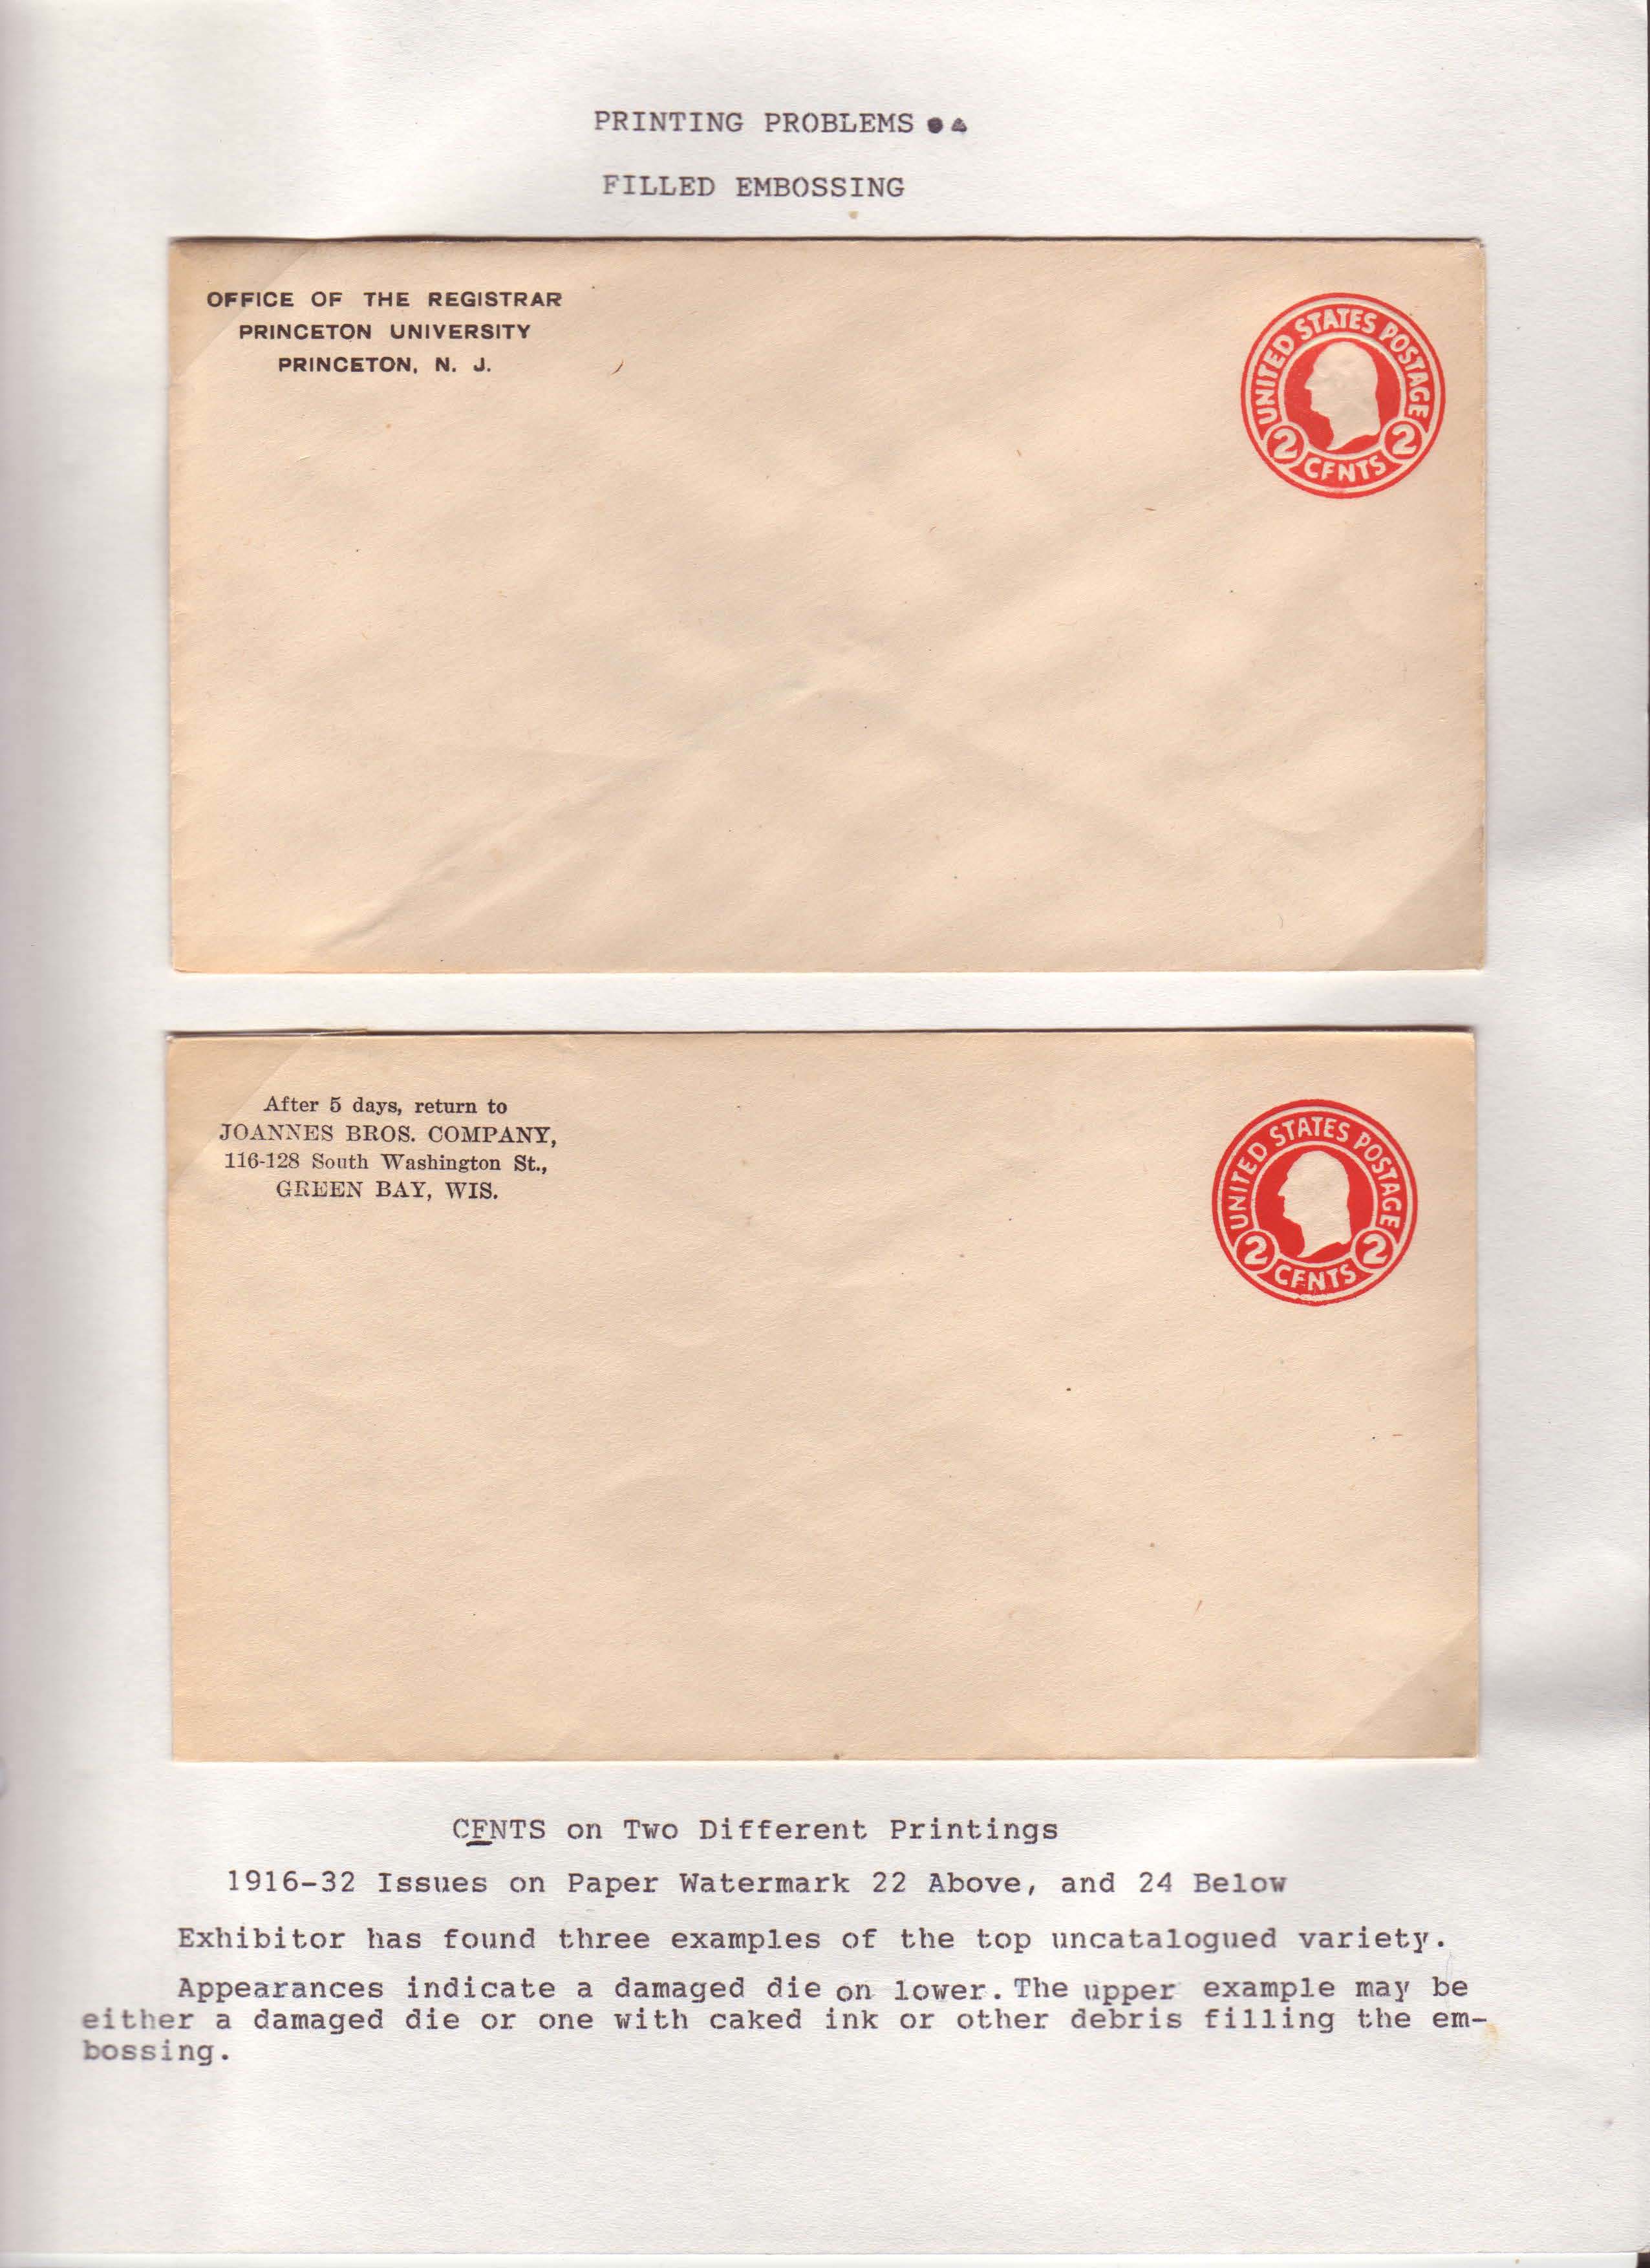 PRINTING PROBLEMS
FILLED EMBOSSING
OFFICE OF THE REGISTRAR
PRINCETON UNIVERSITY
PRINCETON, N. J.
UNITED STATES POSTAGE
2 CFNTS 2
After 5 days, return to
JOANNES BROS. COMPANY,
116-128 South Washington St.,
GREEN BAY, WIS.
UNITED STATES POSTAGE
2 CFNTS 2
CFNTS on Two Different Printings
1916-32 Issues on Paper Watermark 22 Above, and 24 Below
Exhibitor has found three examples of the top uncatalogued variety.
Appearances indicate a damaged die on lower. The upper example may be
either a damaged die or one with caked ink or other debris filling the em-
bossing.